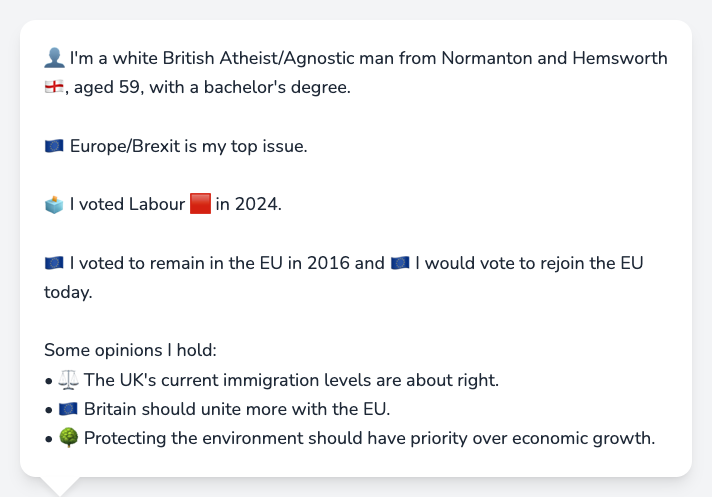 👤 I'm a white British Atheist/Agnostic man from Normanton and Hemsworth
🏴󠁧󠁢󠁥󠁮󠁧󠁿, aged 59, with a bachelor's degree.
🇪🇺 Europe/Brexit is my top issue.
🗳️ I voted Labour 🟥 in 2024.
🇪🇺 I voted to remain in the EU in 2016 and 🇪🇺 I would vote to rejoin the EU
today.
Some opinions I hold:
• ⚖️ The UK's current immigration levels are about right.
• 🇪🇺 Britain should unite more with the EU.
• 🌳 Protecting the environment should have priority over economic growth.